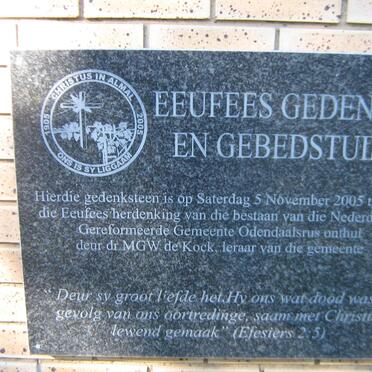 CHRISTUS IN ALMAL
1905 2005
ONS IS SY LIGGAAM
EEUFEES GEDEN
EN GEBEDSTUI
Hierdie gedenksteen is op Saterdag 5 November 2005 t
die Eeufees herdenking van die bestaan van die Nedero
Gereformeerde Gemeente Odendaalsrus onthul
deur dr MGW de Kock, leraar van die gemeente
“ Deur sy groot liefde het Hy ons wat dood was
gevolg van ons oortredinge, saam met Christu
lewend gemaak” (Efesiers 2:5)